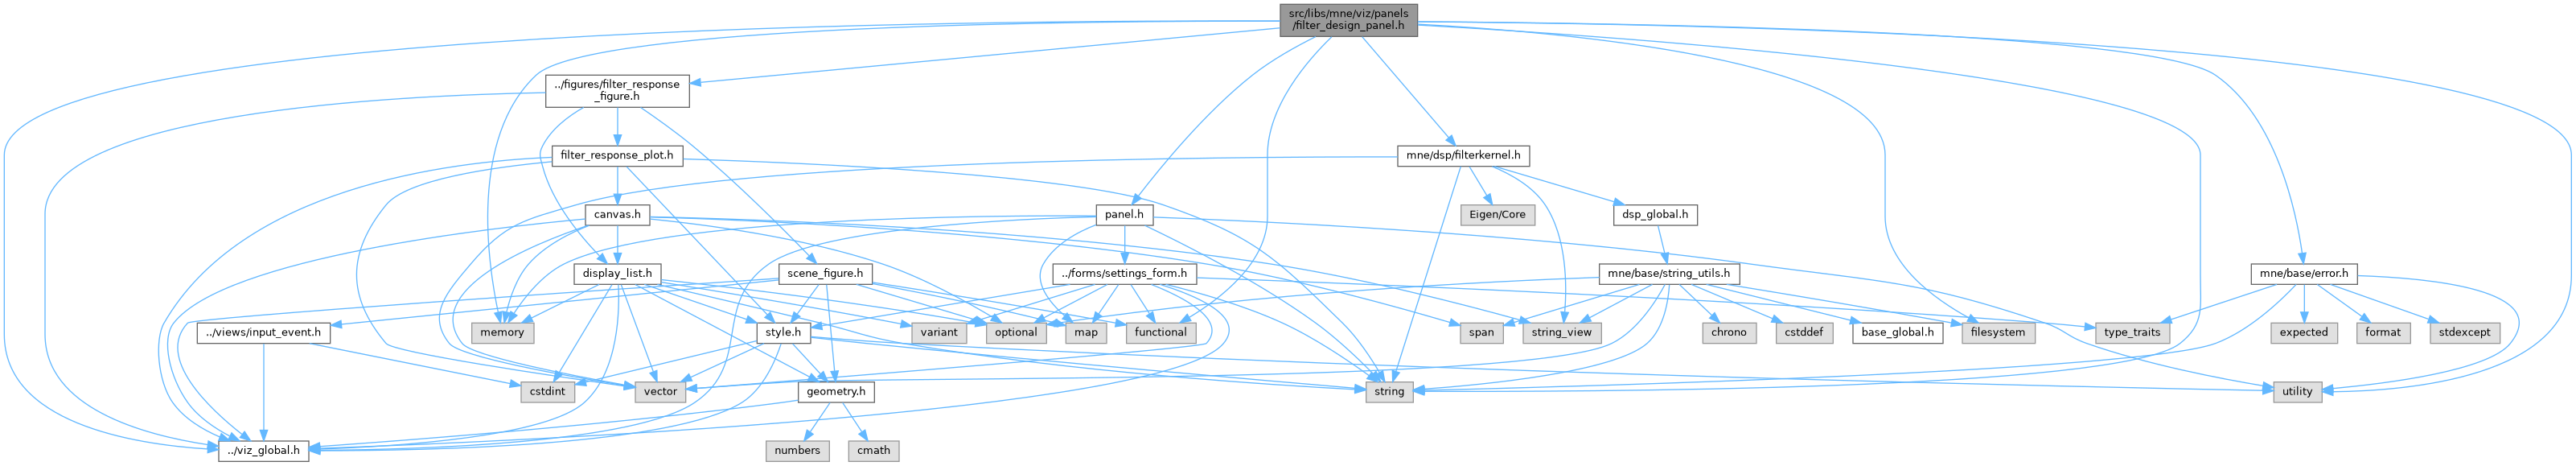 src/libs/mne/viz/panels
/filter_design_panel.h
../figures/filter_response
_figure.h
filter_response_plot.h
mne/dsp/filterkernel.h
canvas.h
panel.h
Eigen/Core
dsp_global.h
display_list.h
scene_figure.h
../forms/settings_form.h
mne/base/string_utils.h
mne/base/error.h
../views/input_event.h
memory
style.h
variant
optional
map
functional
span
string_view
chrono
cstddef
base_global.h
filesystem
type_traits
expected
format
stdexcept
cstdint
vector
geometry.h
string
utility
../viz_global.h
numbers
cmath